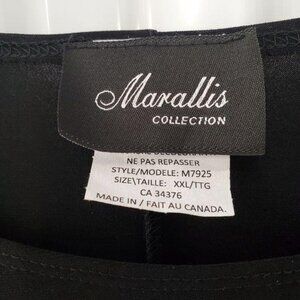 Marallis
COLLECTION
NE PAS REPASSER
STYLE/MODELE: M7925
SIZE\TAILLE: XXL/TTG
CA 34376
MADE IN / FAIT AU CANADA.